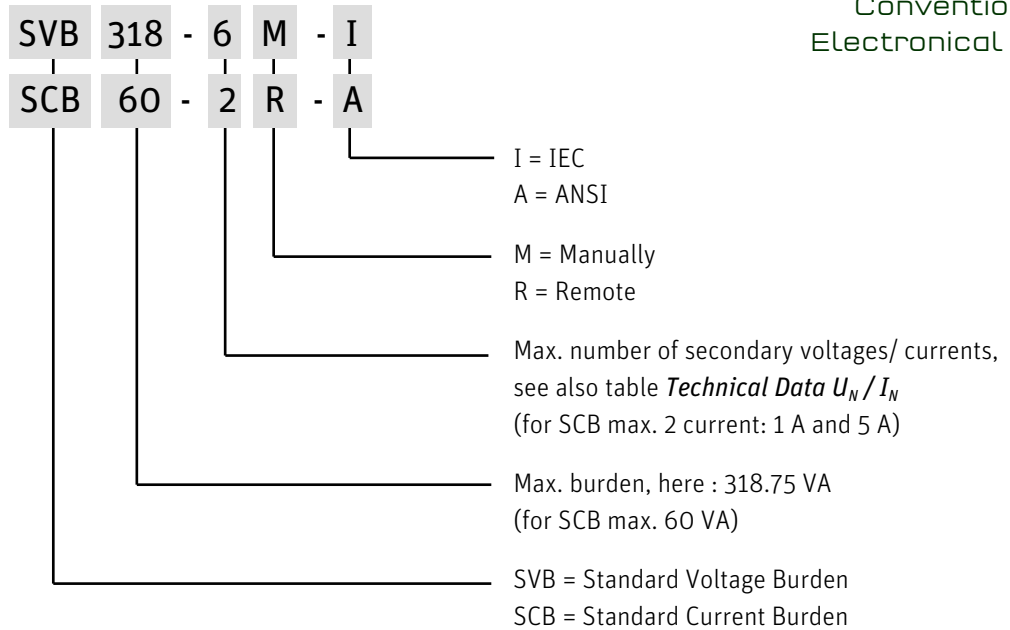 Conventio
Electronical
SVB 318 - 6 M - I
SCB 60 - 2 R - A
I = IEC
A = ANSI
M = Manually
R = Remote
Max. number of secondary voltages/ currents,
see also table Technical Data UN / IN
(for SCB max. 2 current: 1 A and 5 A)
Max. burden, here : 318.75 VA
(for SCB max. 60 VA)
SVB = Standard Voltage Burden
SCB = Standard Current Burden